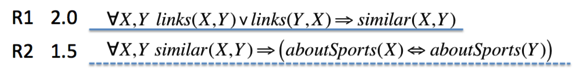 R1 2.0 ∀X,Y links(X,Y)∨links(Y,X)⇒similar(X,Y)
R2 1.5 ∀X,Y similar(X,Y)⇒(aboutSports(X)⇔aboutSports(Y))